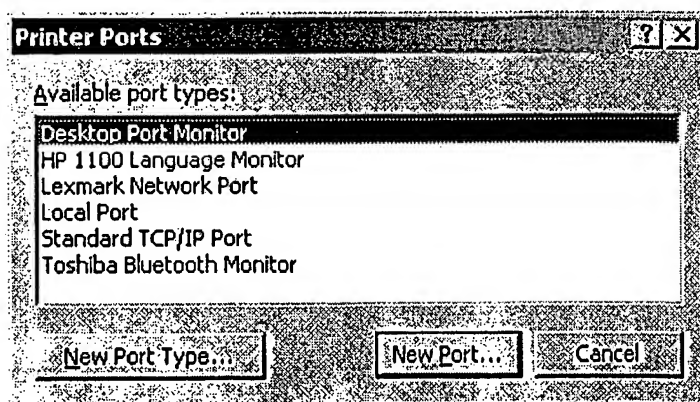 Printer Ports ? X
Available port types:
Desktop Port Monitor
HP 1100 Language Monitor
Lexmark Network Port
Local Port
Standard TCP/IP Port
Toshiba Bluetooth Monitor
New Port Type... New Port... Cancel